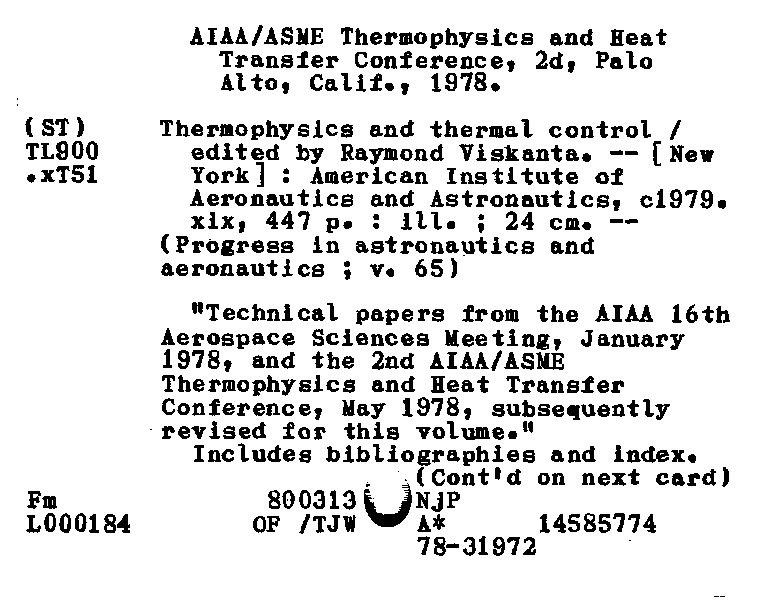 AIAA/ASME Thermophysics and Heat
Transfer Conference, 2d, Palo
Alto, Calif., 1978.
(ST) Thermophysics and thermal control /
TL900 edited by Raymond Viskanta. -- [New
.xT51 York] : American Institute of
Aeronautics and Astronautics, c1979.
xix, 447 p. : ill. ; 24 cm. --
(Progress in astronautics and
aeronautics ; v. 65)
"Technical papers from the AIAA 16th
Aerospace Sciences Meeting, January
1978, and the 2nd AIAA/ASME
Thermophysics and Heat Transfer
Conference, May 1978, subsequently
revised for this volume."
Includes bibliographies and index.
(Cont'd on next card)
Fm 800313 NjP
L000184 OF /TJW A* 14585774
78-31972